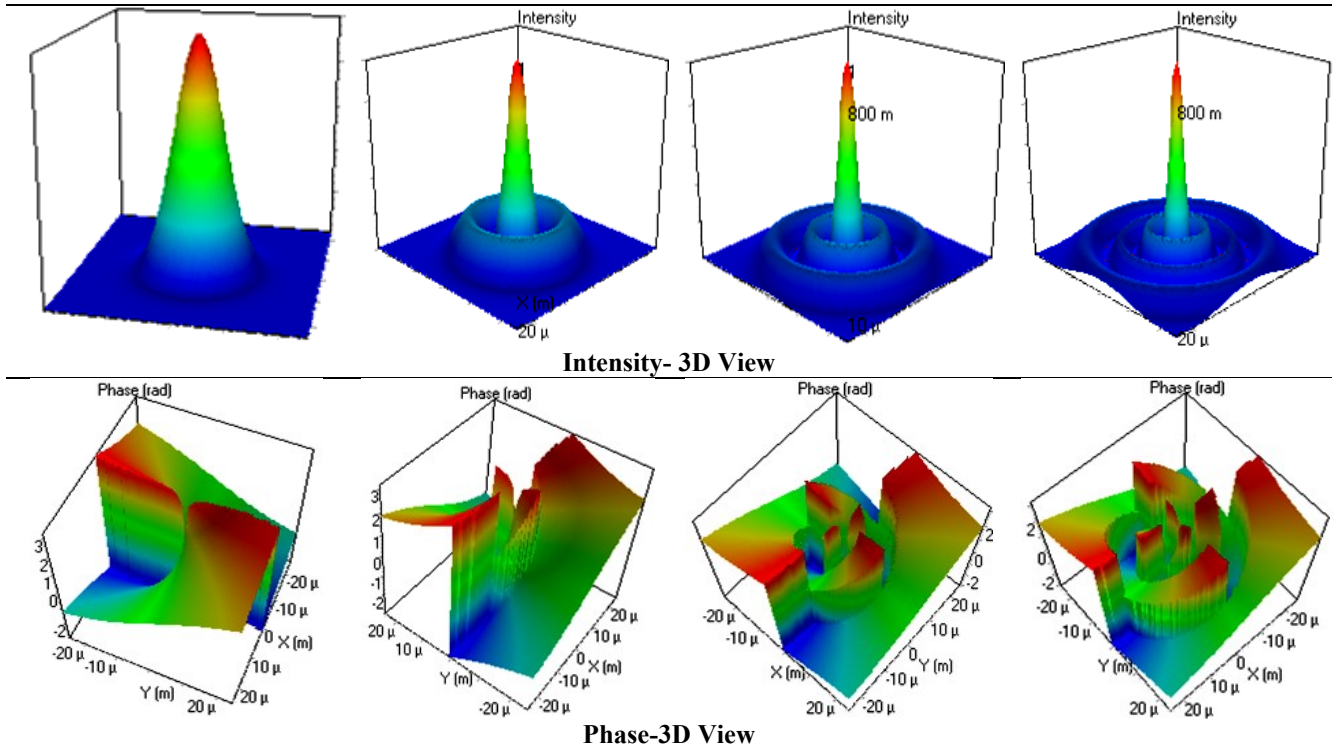 Intensity
Intensity
Intensity
1
1
800 m
800 m
X (m)
20 µ
10 µ
20 µ
Intensity- 3D View
Phase (rad)
Phase (rad)
Phase (rad)
Phase (rad)
3
2
1
0
-2
-20 µ
-10 µ
Y (m)
20 µ
-20 µ
-10 µ
0
X (m)
10 µ
20 µ
3
2
1
0
-1
-2
20 µ
10 µ
Y (m)
-20 µ
20 µ
10 µ
0
X (m)
-10 µ
-20 µ
2
0
-2
-20 µ
-10 µ
X (m)
20 µ
20 µ
10 µ
0
Y (m)
-10 µ
-20 µ
2
0
-2
-20 µ
-10 µ
Y (m)
20 µ
-20 µ
-10 µ
0
X (m)
10 µ
20 µ
Phase-3D View